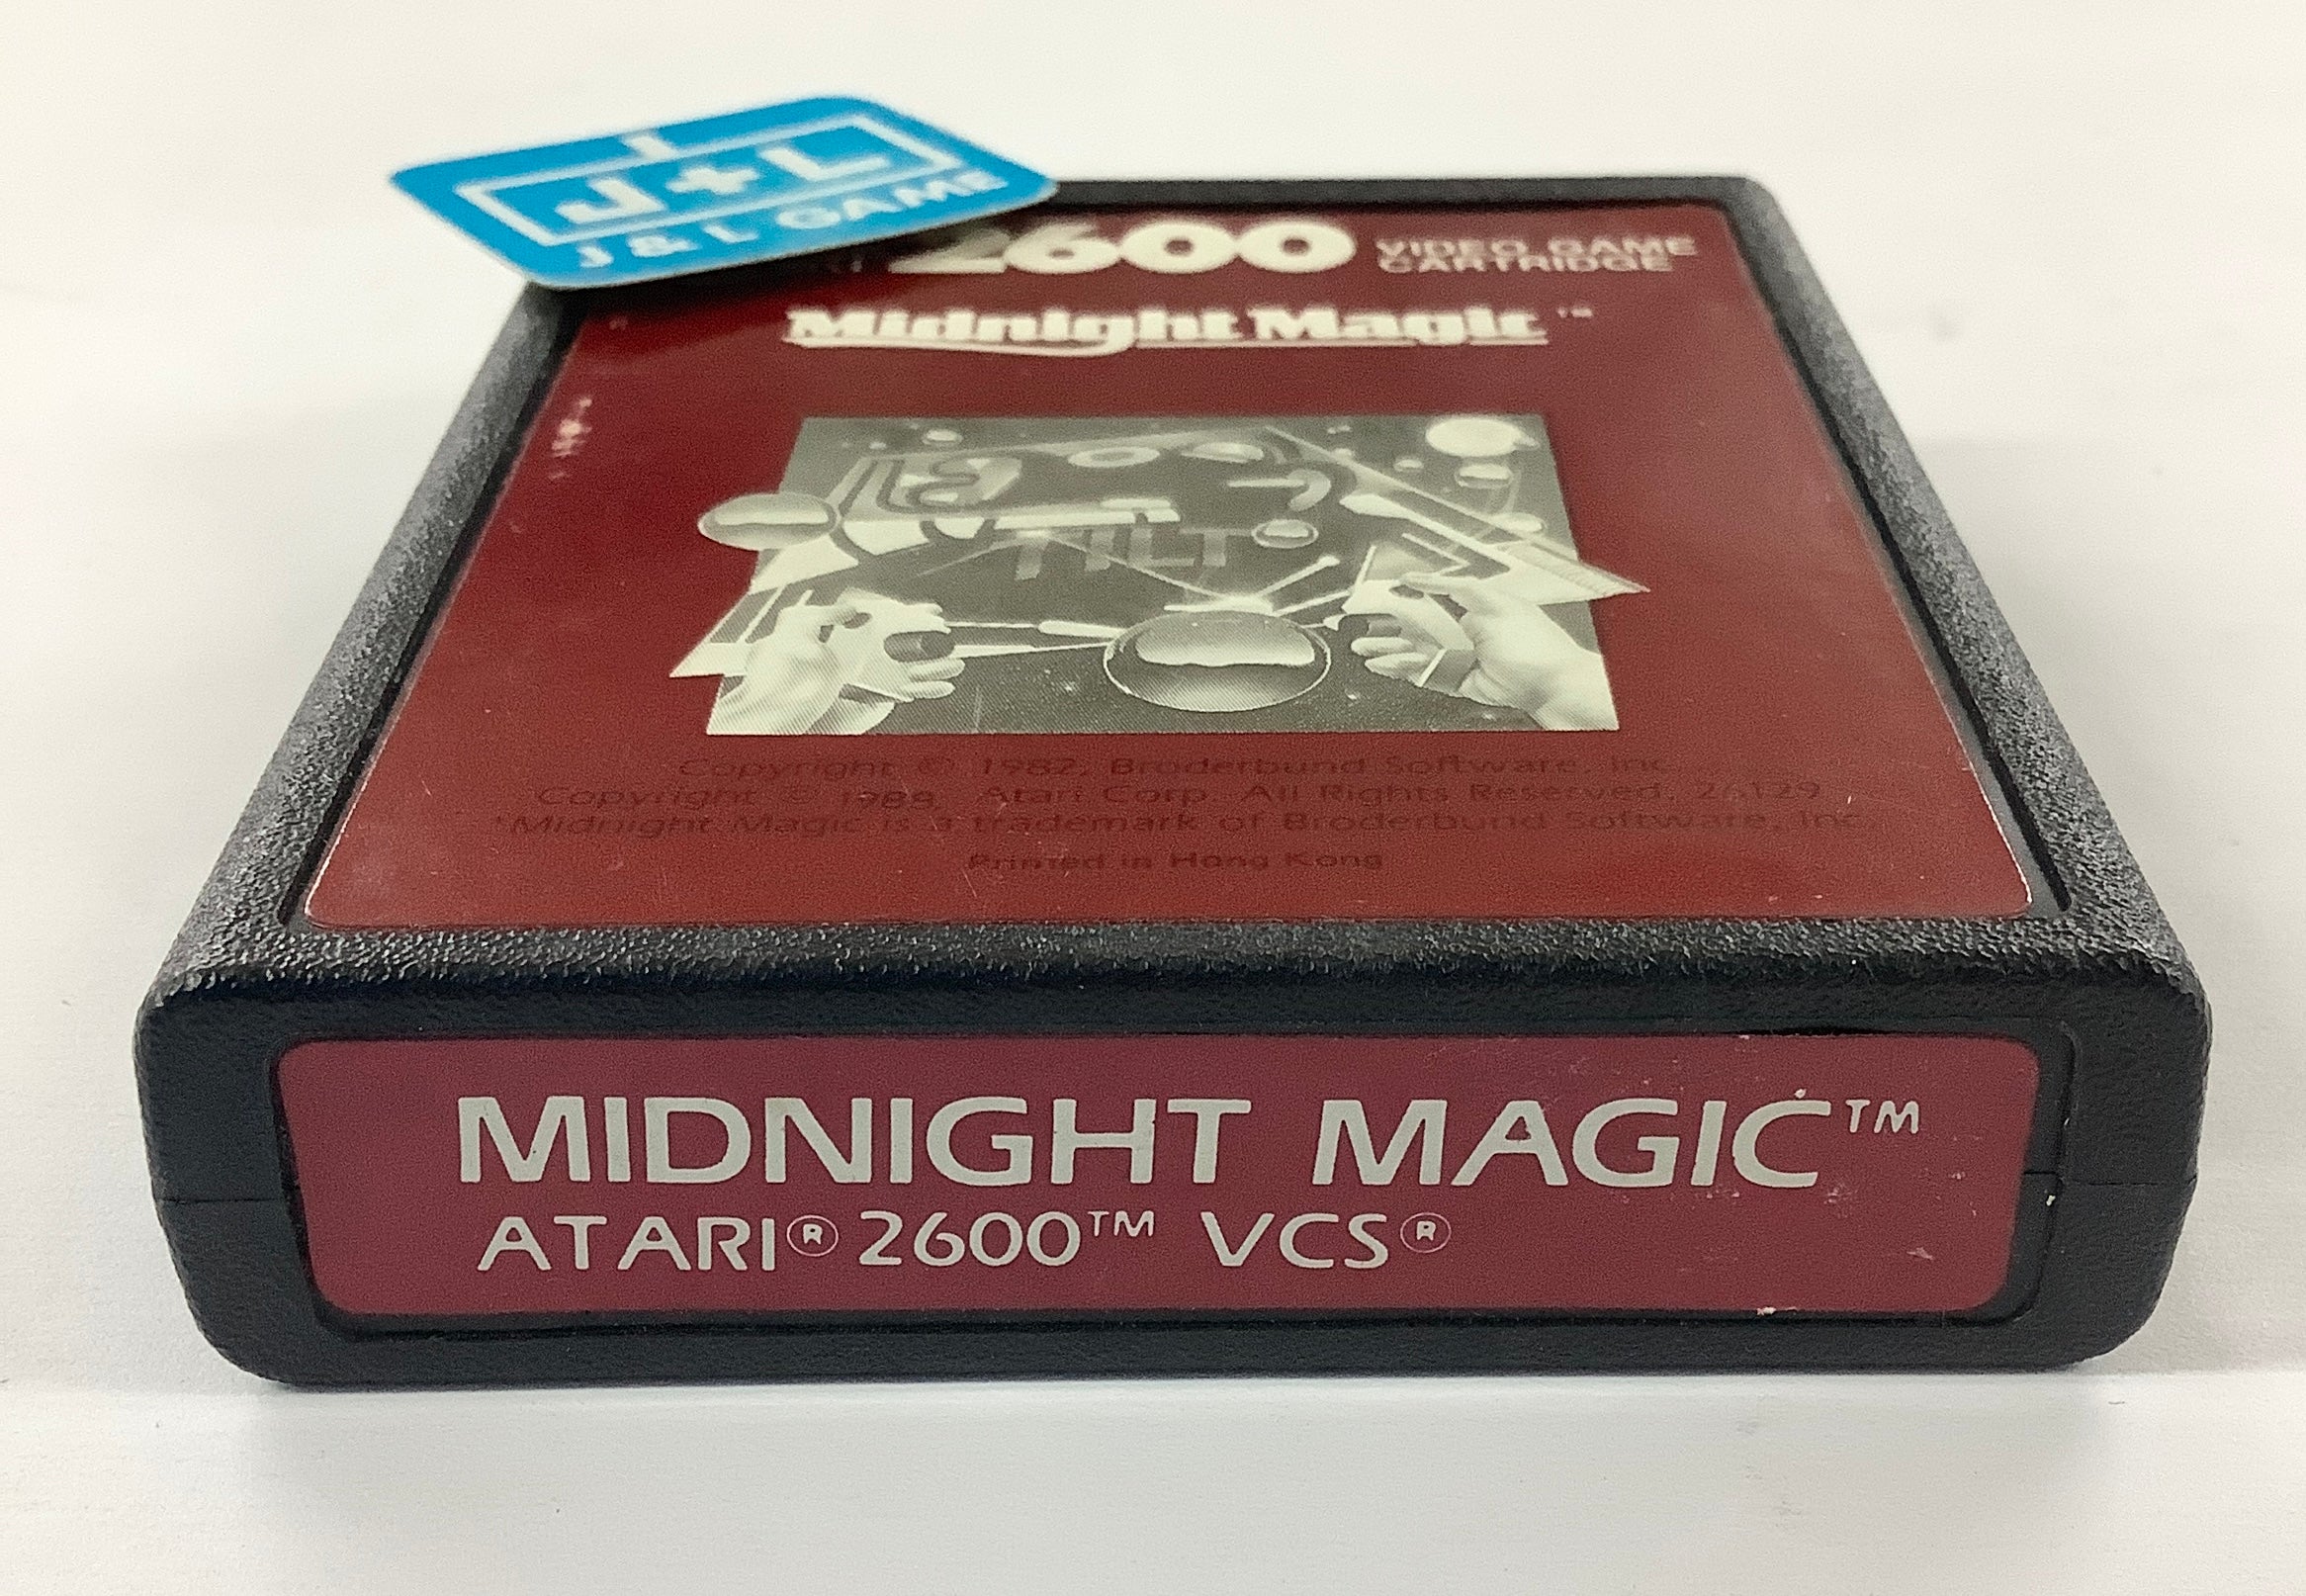 J+L
J & L GAME
2600 VIDEO GAME
CARTRIDGE
Midnight Magic™
TILT
Copyright © 1982, Broderbund Software, Inc.
Copyright © 1988, Atari Corp. All Rights Reserved. 26129
*Midnight Magic is a trademark of Broderbund Software, Inc.
Printed in Hong Kong
MIDNIGHT MAGIC™
ATARI® 2600™ VCS®